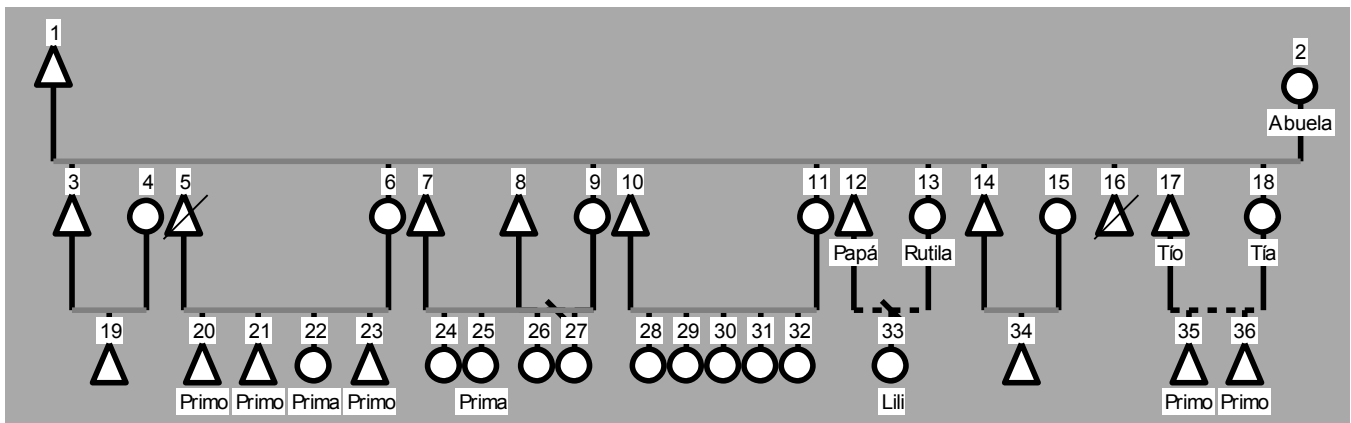 1
2
Abuela
3 4 5 6 7 8 9 10 11 12 13 14 15 16 17 18
Papá Rutila Tío Tía
19 20 21 22 23 24 25 26 27 28 29 30 31 32 33 34 35 36
Primo Primo Prima Primo Prima Lili Primo Primo